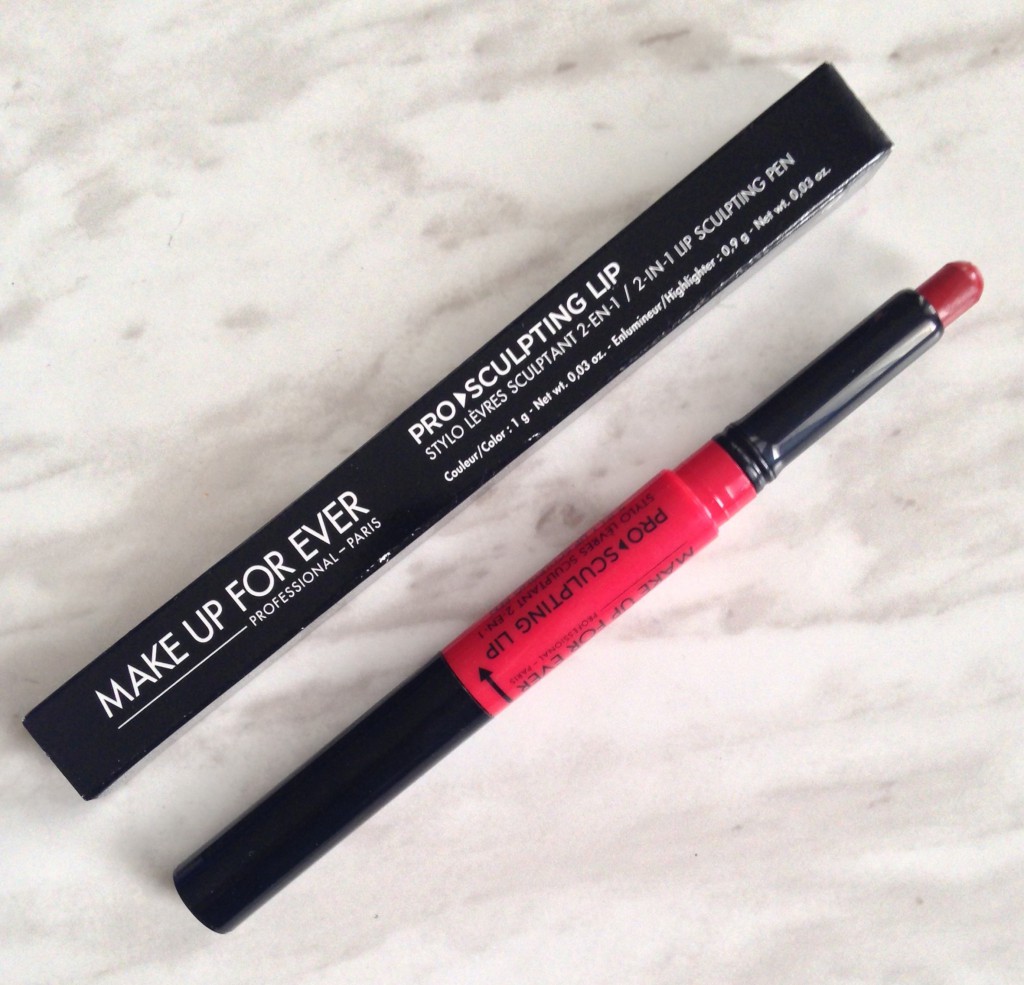 MAKE UP FOR EVER
PROFESSIONAL – PARIS
PRO▶SCULPTING LIP
STYLO LÈVRES SCULPTANT 2-EN-1 / 2-IN-1 LIP SCULPTING PEN
Couleur/Color : 1 g - Net wt. 0,03 oz. - Enlumineur/Highlighter : 0,9 g - Net wt. 0,03 oz.
MAKE UP FOR EVER
PROFESSIONAL – PARIS
PRO▶SCULPTING LIP
STYLO LÈVRES SCULPTANT 2-EN-1